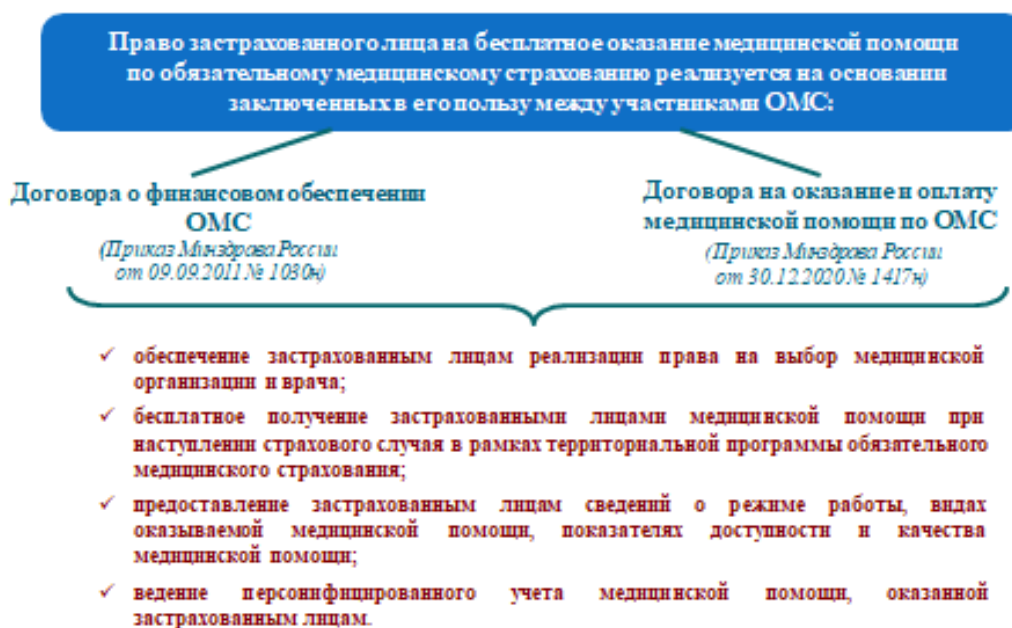 Право застрахованного лица на бесплатное оказание медицинской помощи
по обязательному медицинскому страхованию реализуется на основании
заключенных в его пользу между участниками ОМС:
Договора о финансовом обеспечении
ОМС
(Приказ Минздрава России
от 09.09.2011 № 1030н)
Договора на оказание и оплату
медицинской помощи по ОМС
(Приказ Минздрава России
от 30.12.2020 № 1417н)
✓ обеспечение застрахованным лицам реализации права на выбор медицинской
организации и врача;
✓ бесплатное получение застрахованными лицами медицинской помощи при
наступлении страхового случая в рамках территориальной программы обязательного
медицинского страхования;
✓ предоставление застрахованным лицам сведений о режиме работы, видах
оказываемой медицинской помощи, показателях доступности и качества
медицинской помощи;
✓ ведение персонифицированного учета медицинской помощи, оказанной
застрахованным лицам.